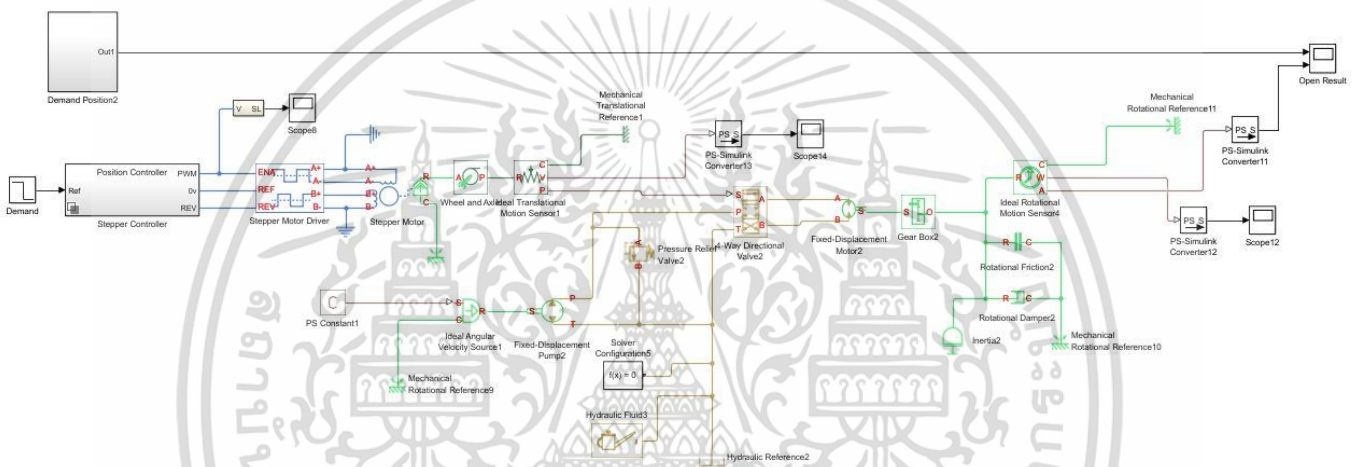 Out1
Demand Position2
Open Result
V SL
Scope8
Mechanical
Translational
Reference1
PS S
PS-Simulink
Converter13
Scope14
Mechanical
Rotational Reference11
PS S
PS-Simulink
Converter11
Demand
Ref
Position Controller
PWM
0v
REV
Stepper Controller
ENA
REF
REV
A+
A-
B+
B-
Stepper Motor Driver
A+
A-
B+
B-
R
C
Stepper Motor
A P
Wheel and Axle
R
C
V
P
Ideal Translational
Motion Sensor1
S
P
T
A
B
4-Way Directional
Valve2
A
B
S
Fixed-Displacement
Motor2
S O
Gear Box2
R
C
W
A
Ideal Rotational
Motion Sensor4
PS S
PS-Simulink
Converter12
Scope12
A
B
Pressure Relief
Valve2
R C
Rotational Friction2
R C
Rotational Damper2
Inertia2
Mechanical
Rotational Reference10
C
PS Constant1
S
C
R
Ideal Angular
Velocity Source1
S
P
T
Fixed-Displacement
Pump2
Mechanical
Rotational Reference9
Solver
Configuration5
f(x) = 0
Hydraulic Fluid3
Hydraulic Reference2